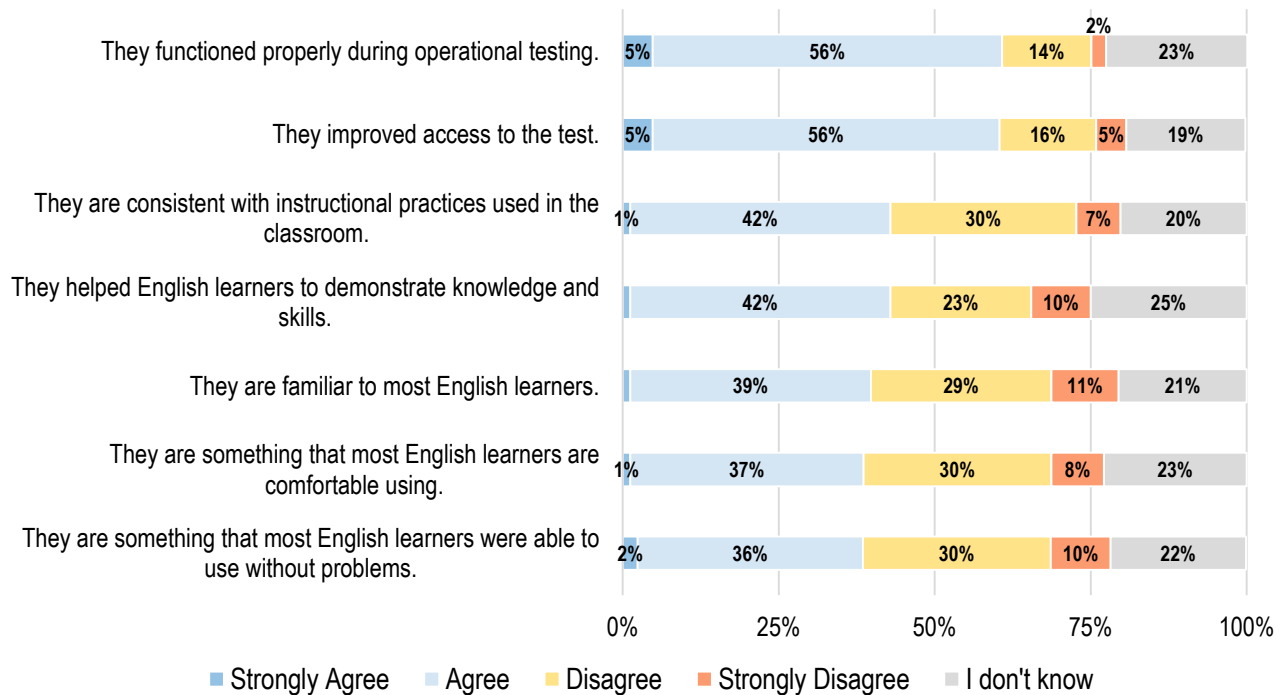 2%
They functioned properly during operational testing.
5% 56% 14% 23%
They improved access to the test.
5% 56% 16% 5% 19%
They are consistent with instructional practices used in the
classroom.
1% 42% 30% 7% 20%
They helped English learners to demonstrate knowledge and
skills.
42% 23% 10% 25%
They are familiar to most English learners.
39% 29% 11% 21%
They are something that most English learners are
comfortable using.
1% 37% 30% 8% 23%
They are something that most English learners were able to
use without problems.
2% 36% 30% 10% 22%
0% 25% 50% 75% 100%
Strongly Agree Agree Disagree Strongly Disagree I don't know